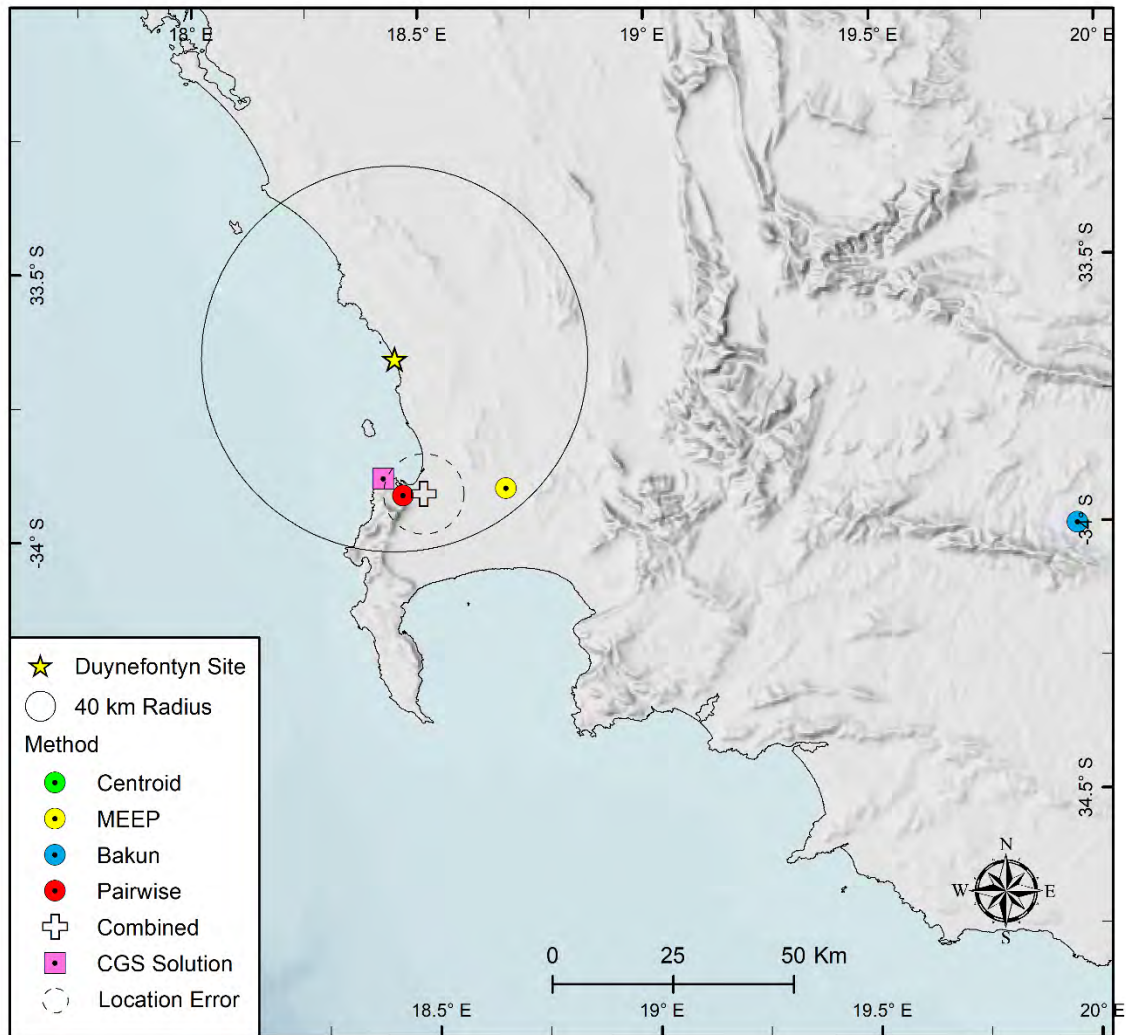 18° E 18.5° E 19° E 19.5° E 20° E
33.5° S
33.5° S
-34° S
-34° S
34.5° S
Duynefontyn Site
40 km Radius
Method
Centroid
MEEP
Bakun
Pairwise
Combined
CGS Solution
Location Error
N
W E
S
0 25 50 Km
18.5° E 19° E 19.5° E 20° E